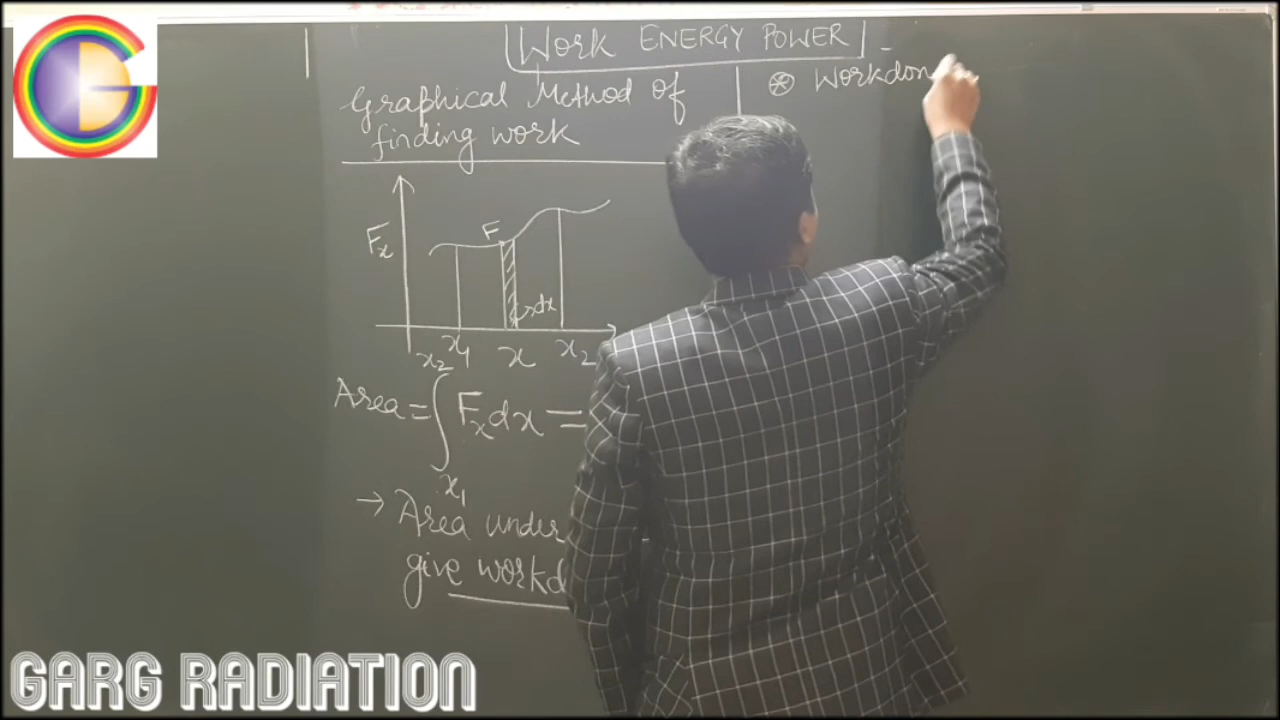 Work ENERGY POWER
Graphical Method of
finding work
Fx
F
dx
x1
x
x2
Area = ∫ Fx dx =
x2
x1
→ Area under
give workd
⊛ Workdon
GARG RADIATION